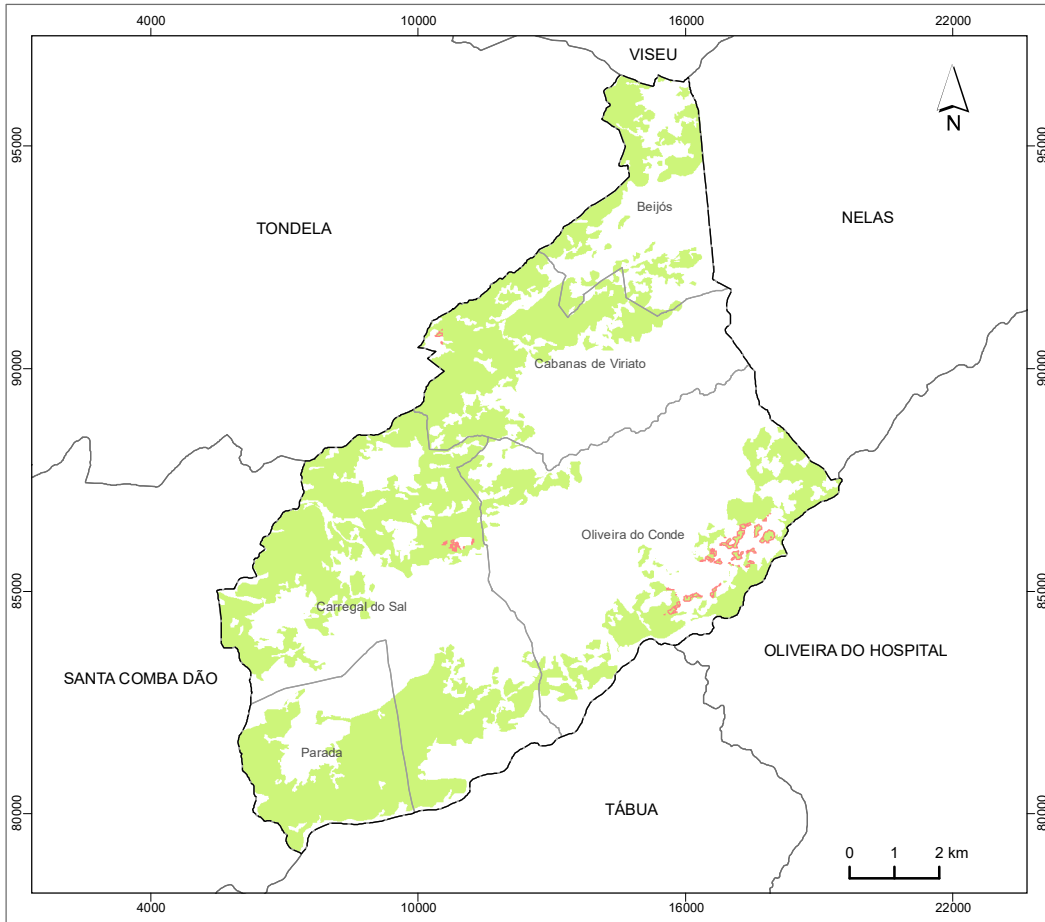 4000
10000
16000
22000
VISEU
N
95000
95000
Beijós
NELAS
TONDELA
90000
90000
Cabanas de Viriato
Oliveira do Conde
85000
85000
Carregal do Sal
OLIVEIRA DO HOSPITAL
SANTA COMBA DÃO
Parada
TÁBUA
80000
80000
0 1 2 km
4000
10000
16000
22000